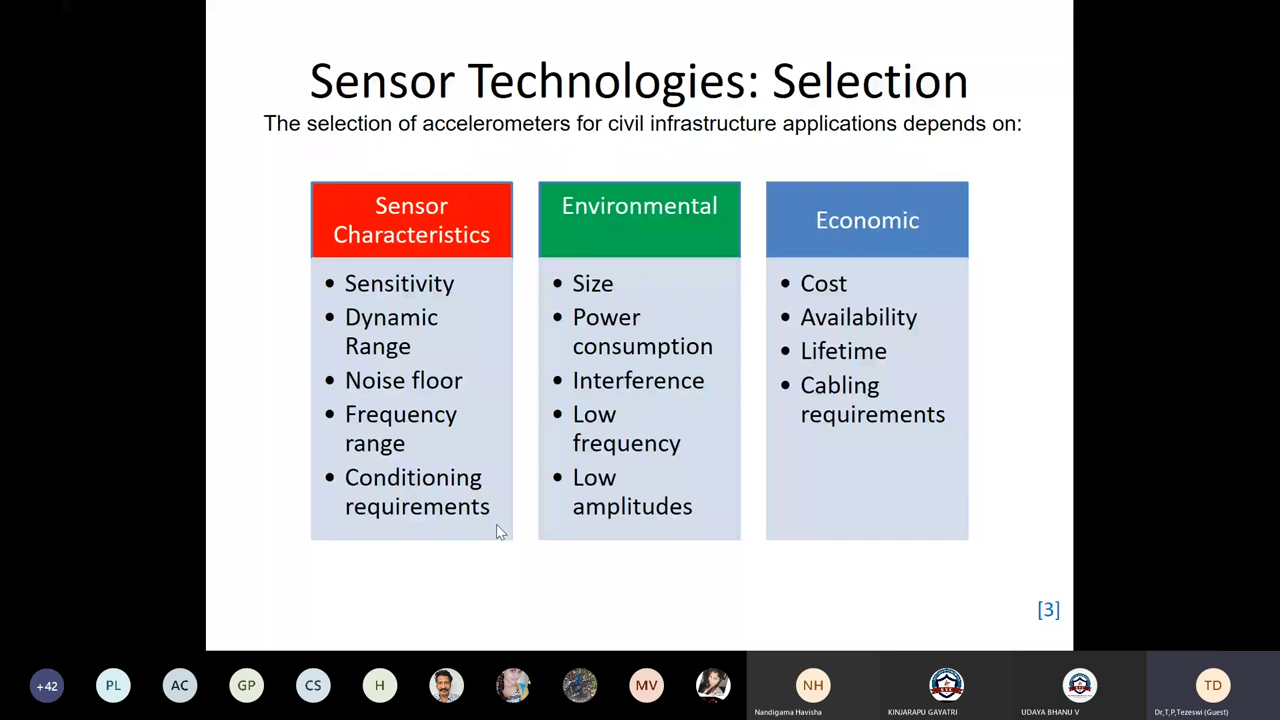 Sensor Technologies: Selection
The selection of accelerometers for civil infrastructure applications depends on:
Sensor
Characteristics
• Sensitivity
• Dynamic
Range
• Noise floor
• Frequency
range
• Conditioning
requirements
Environmental
• Size
• Power
consumption
• Interference
• Low
frequency
• Low
amplitudes
Economic
• Cost
• Availability
• Lifetime
• Cabling
requirements
[3]
+42
PL
AC
GP
CS
H
MV
NH
Nandigama Havisha
KINJARAPU GAYATRI
UDAYA BHANU V
TD
Dr,T,P,Tezeswi (Guest)